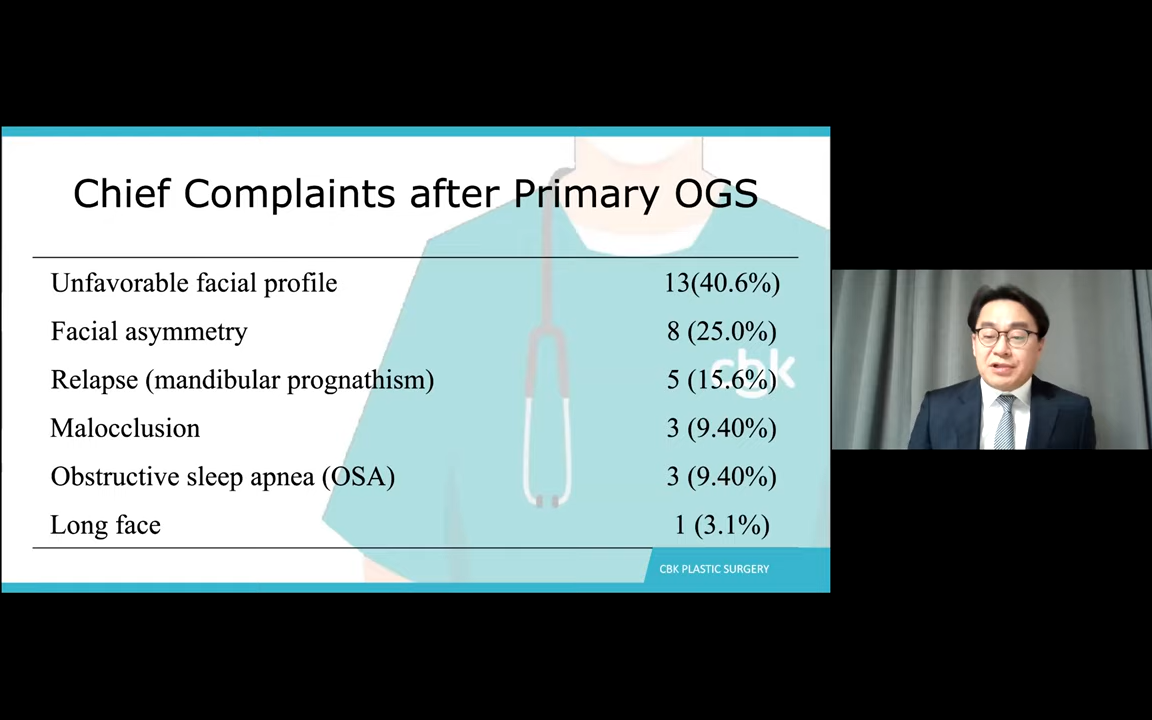 Chief Complaints after Primary OGS
Unfavorable facial profile 13(40.6%)
Facial asymmetry 8 (25.0%)
Relapse (mandibular prognathism) 5 (15.6%)
Malocclusion 3 (9.40%)
Obstructive sleep apnea (OSA) 3 (9.40%)
Long face 1 (3.1%)
cbk
CBK PLASTIC SURGERY